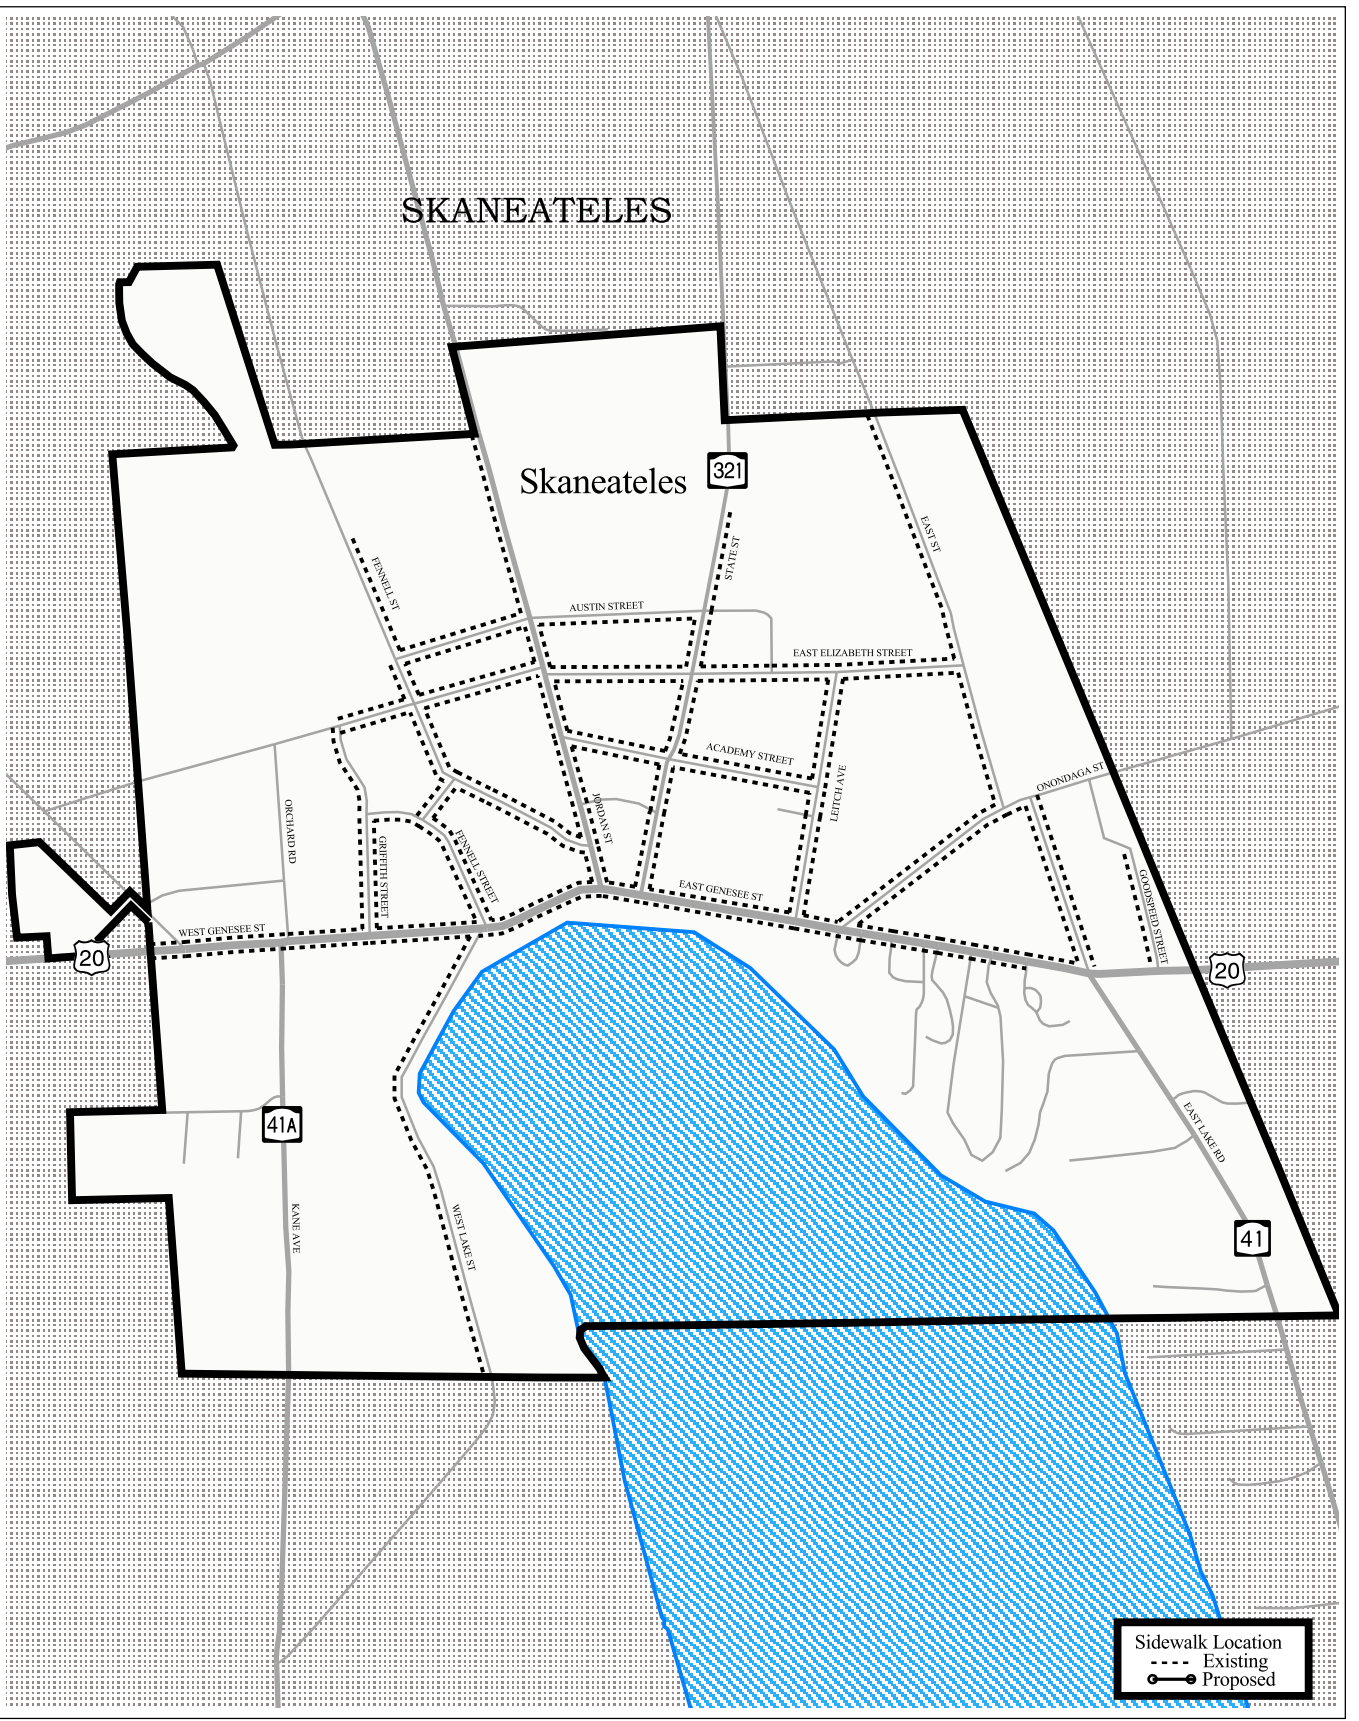 SKANEATELES
Skaneateles
321
EAST ST
STATE ST
FENNELL ST
AUSTIN STREET
EAST ELIZABETH STREET
ACADEMY STREET
ONONDAGA ST
LEITCH AVE
JORDAN ST
ORCHARD RD
GRIFFITH STREET
FENNELL STREET
EAST GENESEE ST
GOODSPEED STREET
WEST GENESEE ST
20
20
41A
EAST LAKE RD
KANE AVE
WEST LAKE ST
41
Sidewalk Location
Existing
Proposed